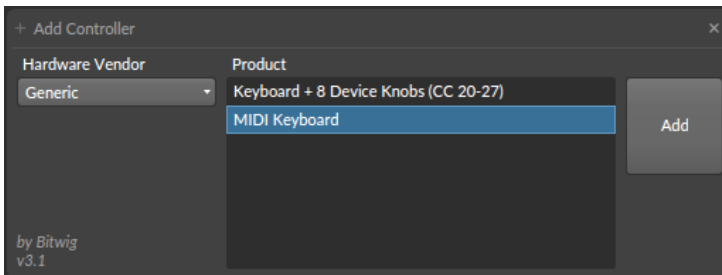 + Add Controller ×
Hardware Vendor
Generic
Product
Keyboard + 8 Device Knobs (CC 20-27)
MIDI Keyboard
Add
by Bitwig
v3.1